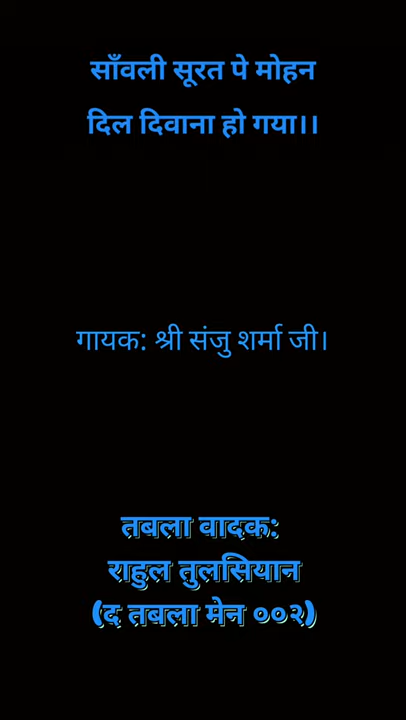 साँवली सूरत पे मोहन
दिल दिवाना हो गया।।
गायक: श्री संजु शर्मा जी।
तबला वादक:
राहुल तुलसियान
(द तबला मेन ००२)